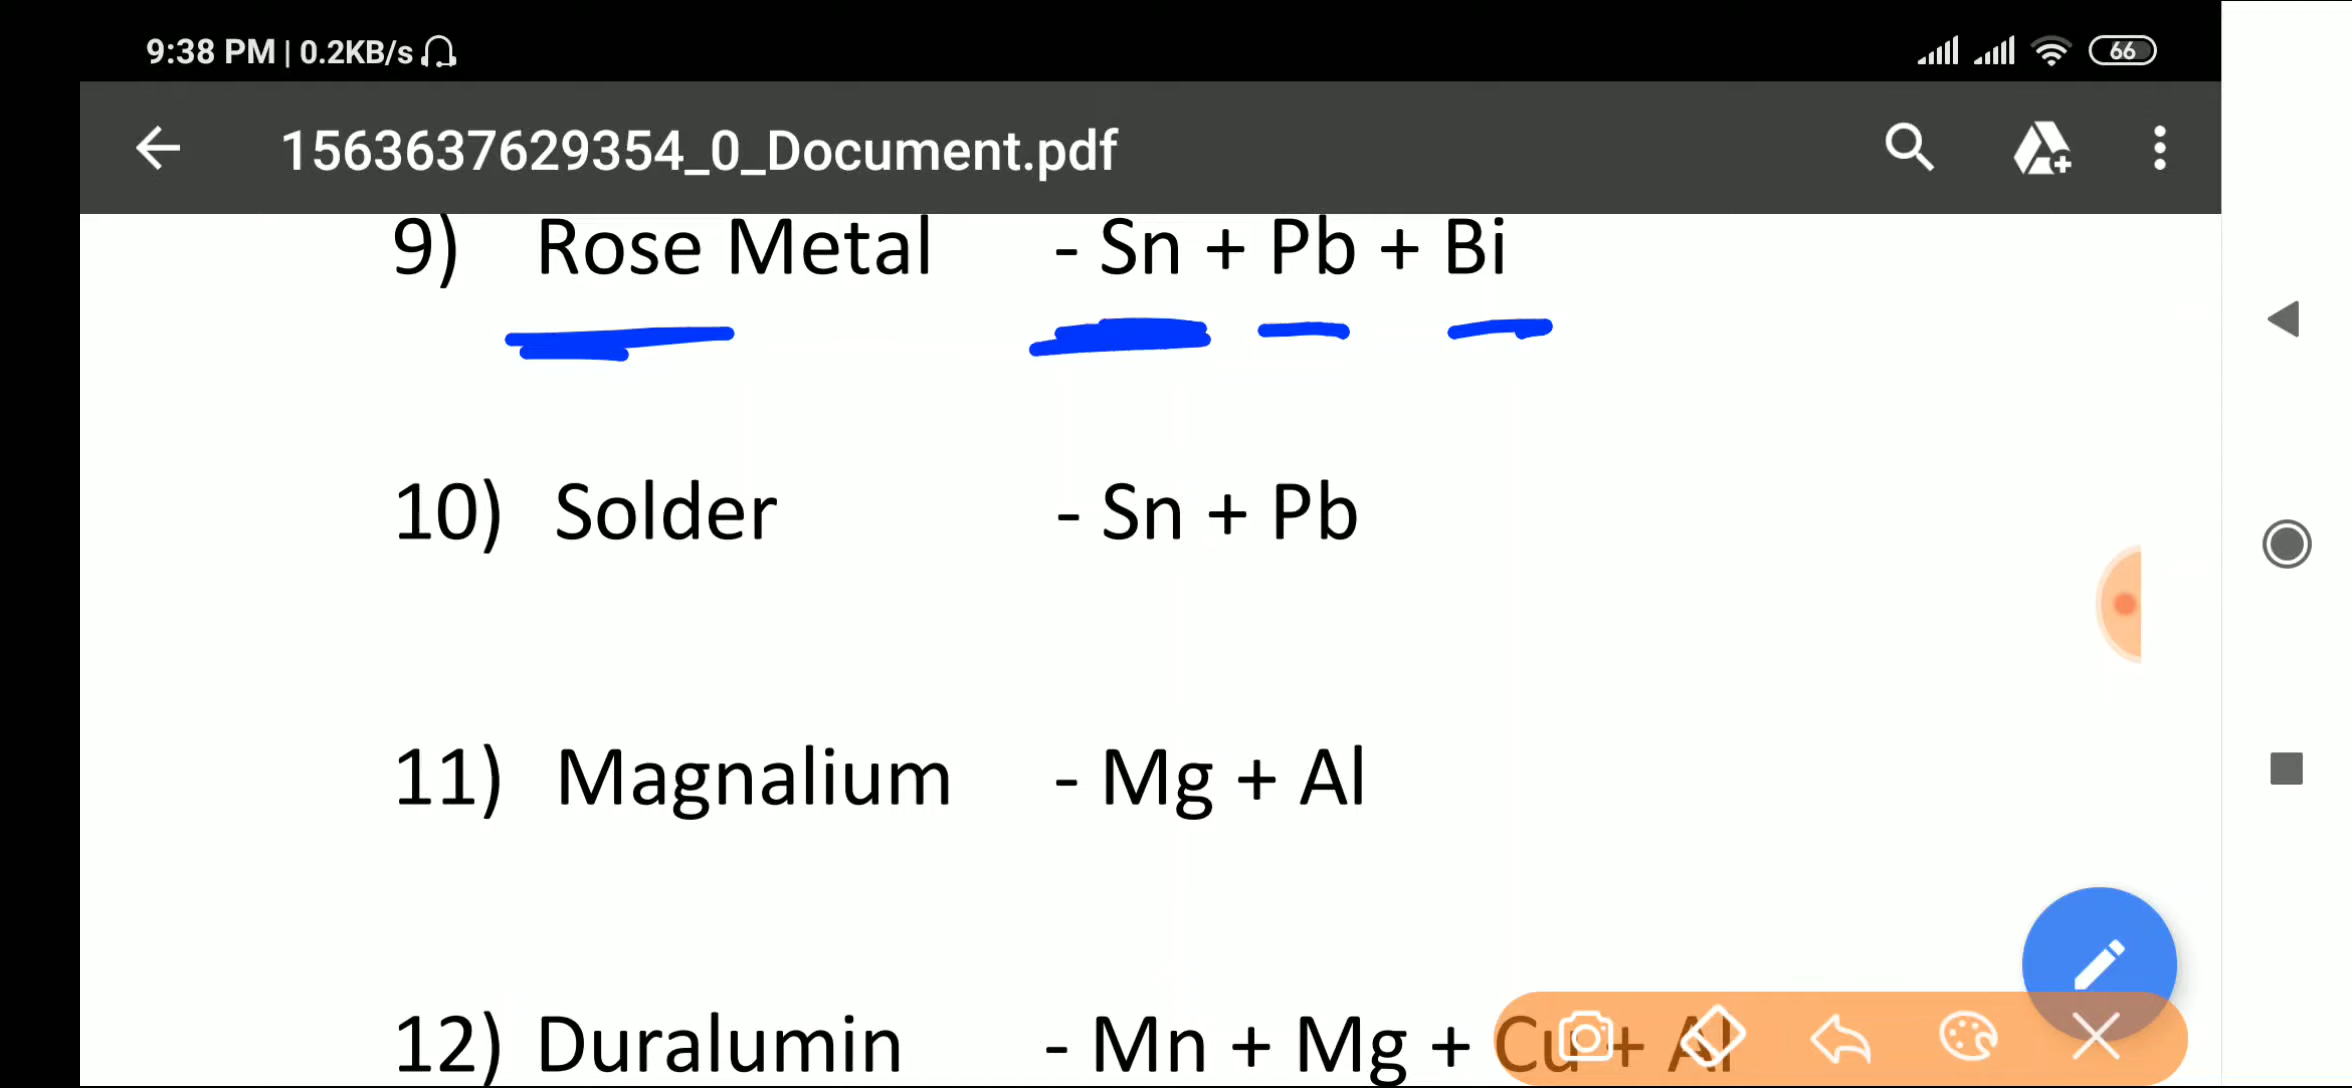 9:38 PM | 0.2KB/s 66
1563637629354_0_Document.pdf
9) Rose Metal - Sn + Pb + Bi
10) Solder - Sn + Pb
11) Magnalium - Mg + Al
12) Duralumin - Mn + Mg + Cu + Al